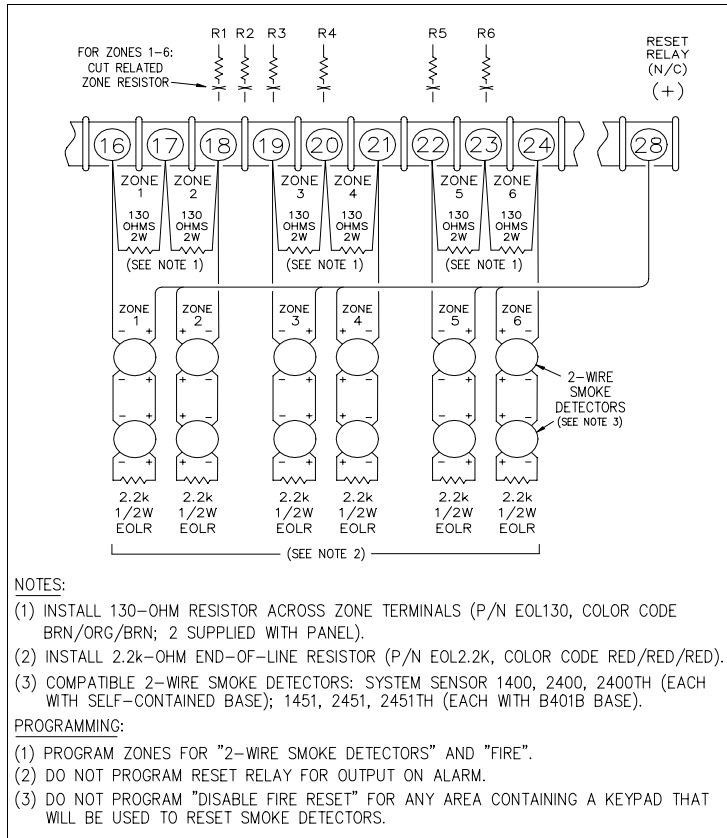 R1 R2 R3 R4 R5 R6
FOR ZONES 1-6:
CUT RELATED
ZONE RESISTOR
RESET
RELAY
(N/C)
(+)
16 17 18 19 20 21 22 23 24 28
ZONE ZONE ZONE ZONE ZONE ZONE
1 2 3 4 5 6
130 130 130 130 130 130
OHMS OHMS OHMS OHMS OHMS OHMS
2W 2W 2W 2W 2W 2W
(SEE NOTE 1) (SEE NOTE 1) (SEE NOTE 1)
ZONE ZONE ZONE ZONE ZONE ZONE
1 2 3 4 5 6
- + + - - + + - - + + -
- + + - - + + - - + + -
2-WIRE
SMOKE
DETECTORS
(SEE NOTE 3)
- + + - - + + - - + + -
- + + - - + + - - + + -
2.2k 2.2k 2.2k 2.2k 2.2k 2.2k
1/2W 1/2W 1/2W 1/2W 1/2W 1/2W
EOLR EOLR EOLR EOLR EOLR EOLR
(SEE NOTE 2)
NOTES:
(1) INSTALL 130-OHM RESISTOR ACROSS ZONE TERMINALS (P/N EOL130, COLOR CODE
BRN/ORG/BRN; 2 SUPPLIED WITH PANEL).
(2) INSTALL 2.2k-OHM END-OF-LINE RESISTOR (P/N EOL2.2K, COLOR CODE RED/RED/RED).
(3) COMPATIBLE 2-WIRE SMOKE DETECTORS: SYSTEM SENSOR 1400, 2400, 2400TH (EACH
WITH SELF-CONTAINED BASE); 1451, 2451, 2451TH (EACH WITH B401B BASE).
PROGRAMMING:
(1) PROGRAM ZONES FOR "2-WIRE SMOKE DETECTORS" AND "FIRE".
(2) DO NOT PROGRAM RESET RELAY FOR OUTPUT ON ALARM.
(3) DO NOT PROGRAM "DISABLE FIRE RESET" FOR ANY AREA CONTAINING A KEYPAD THAT
WILL BE USED TO RESET SMOKE DETECTORS.